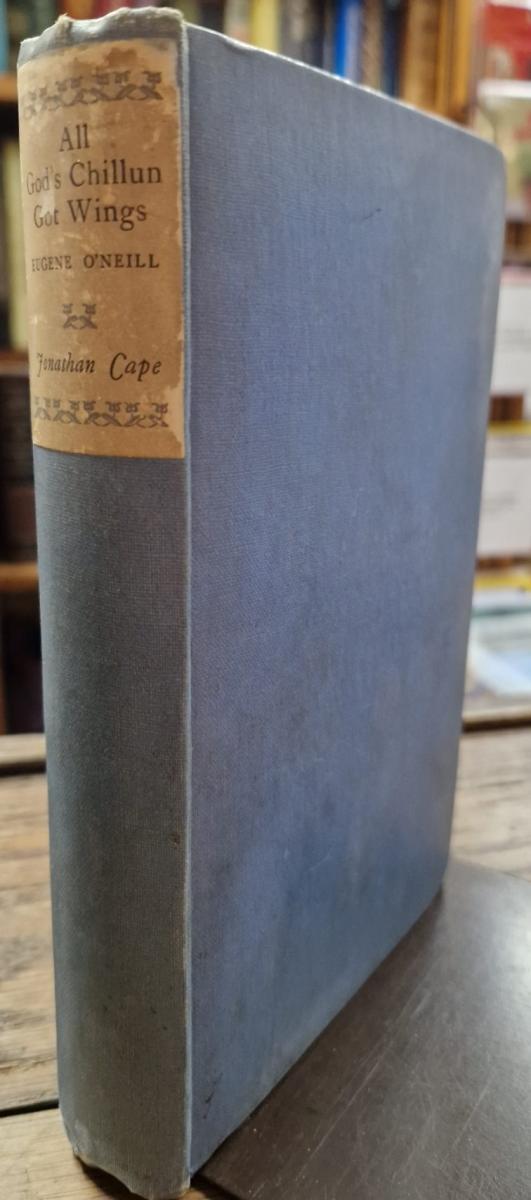 All
God's Chillun
Got Wings
EUGENE O'NEILL
Jonathan Cape